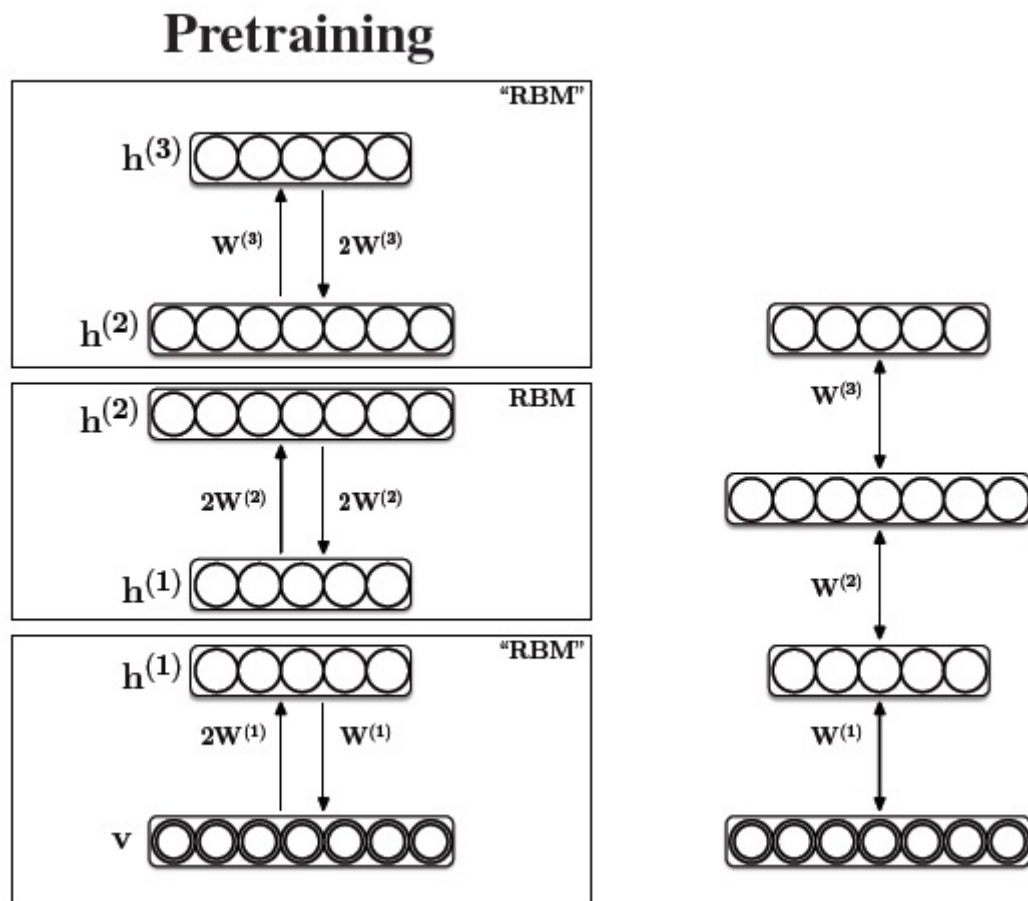 Pretraining
“RBM”
h(3)
W(3) 2W(3)
h(2)
RBM
h(2)
2W(2) 2W(2)
h(1)
“RBM”
h(1)
2W(1) W(1)
v
W(3)
W(2)
W(1)